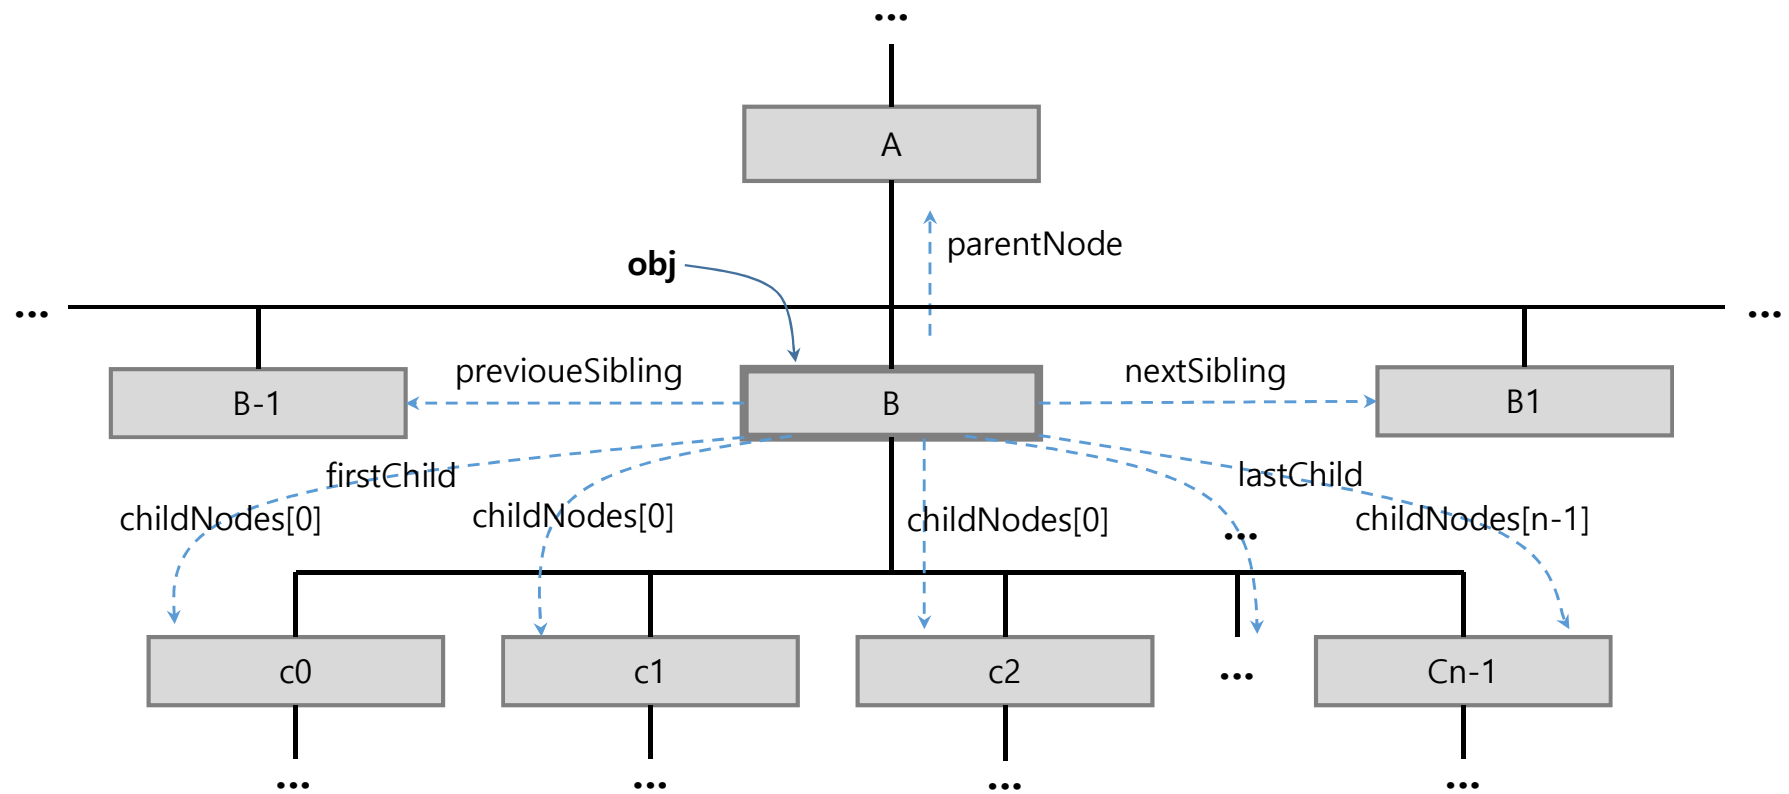 ...
A
parentNode
obj
... ...
previoueSibling nextSibling
B-1 B B1
firstChild lastChild
childNodes[0] childNodes[0] childNodes[0] childNodes[n-1]
...
c0 c1 c2 ... Cn-1
... ... ... ...